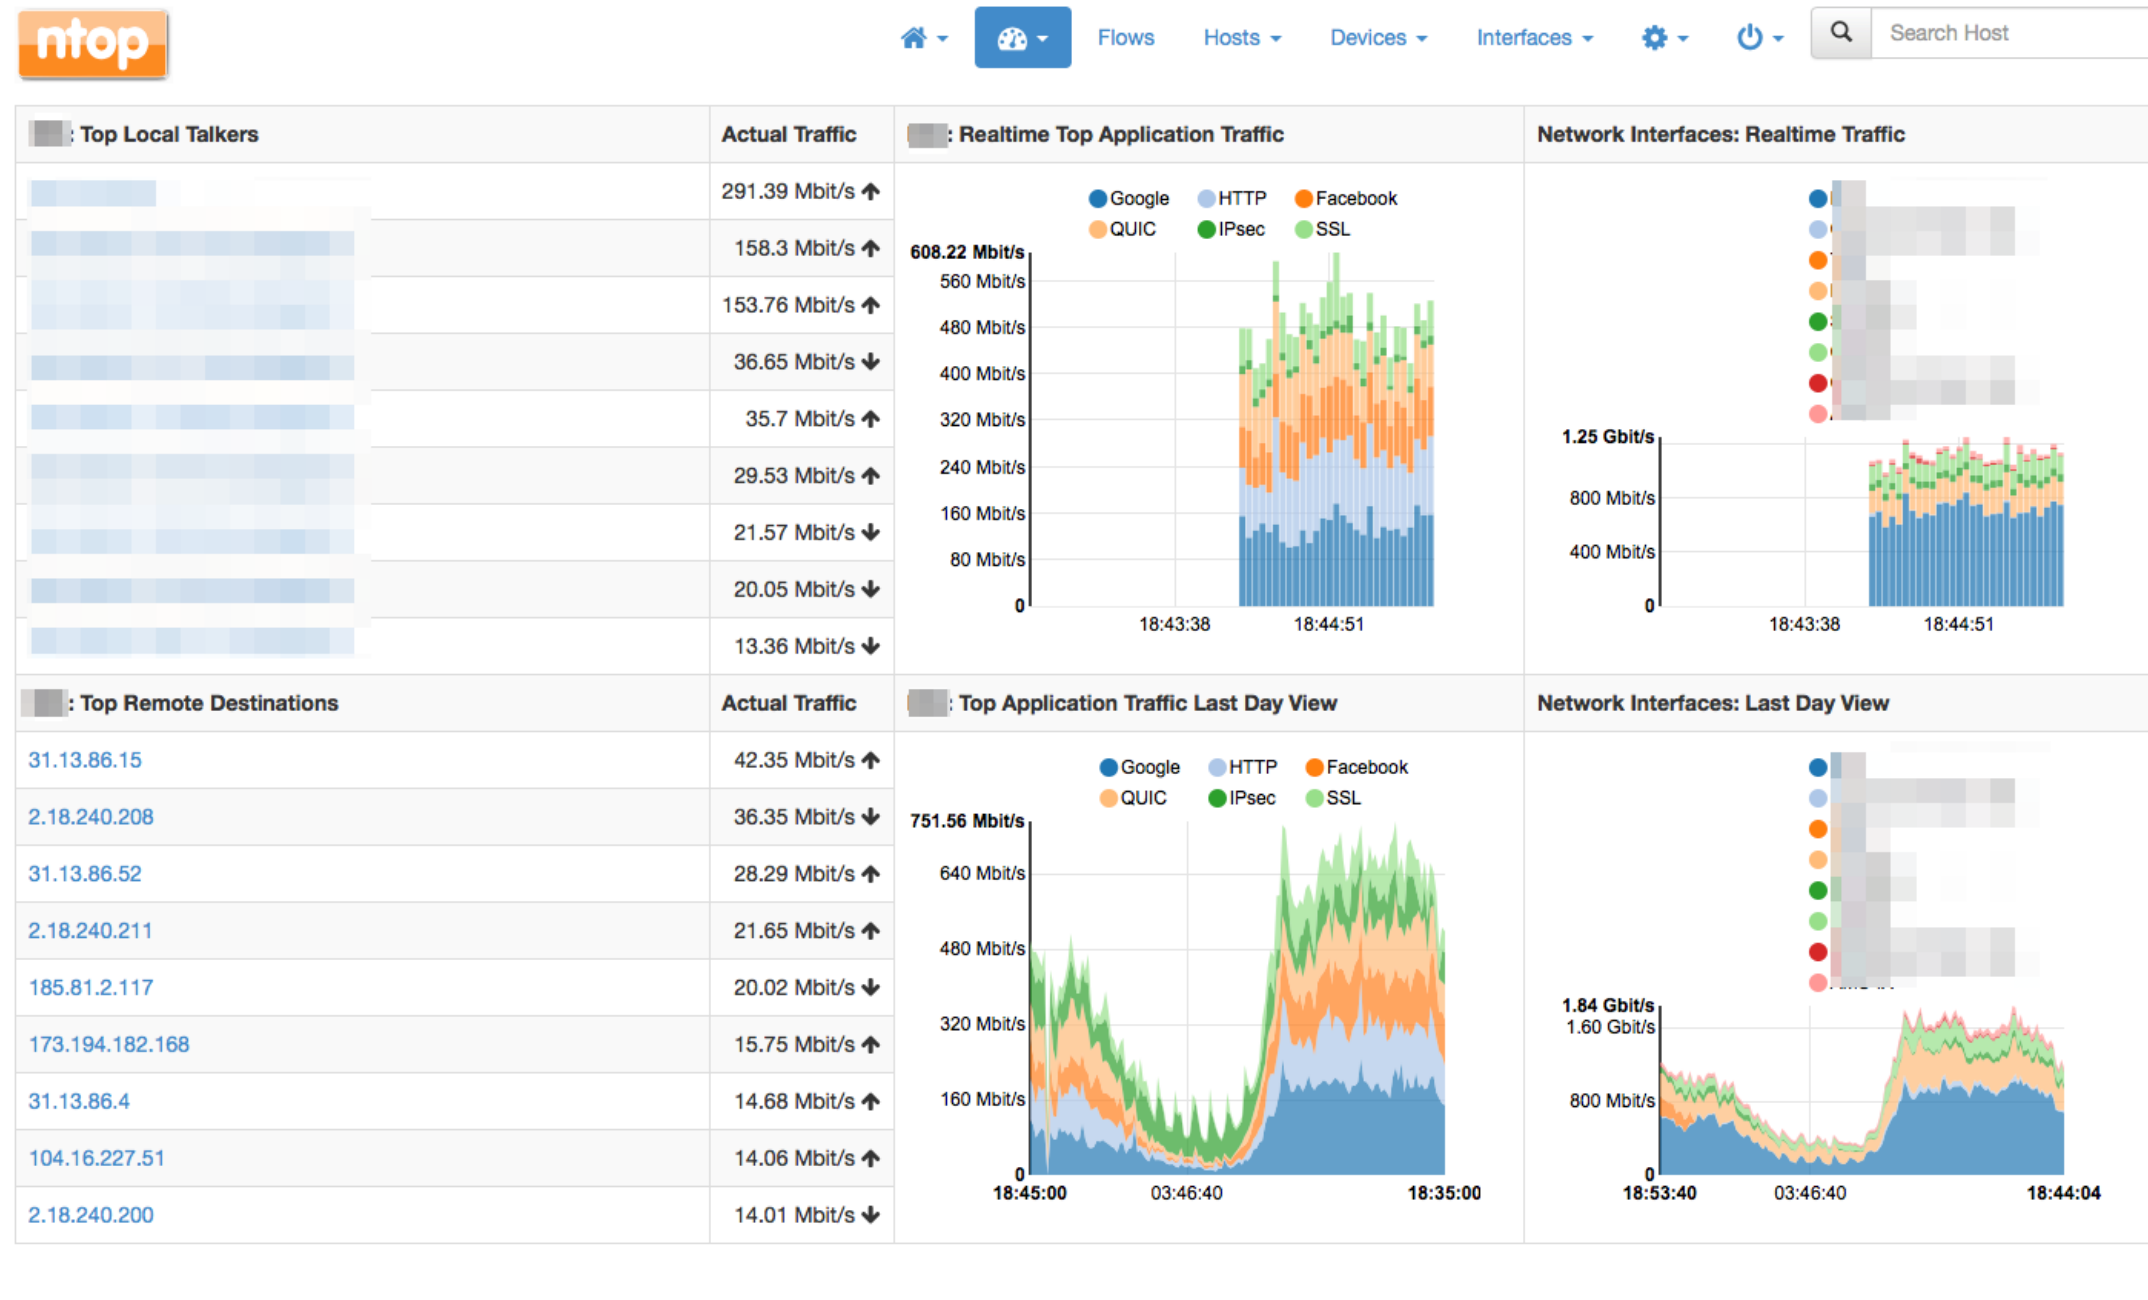 ntop
Flows Hosts Devices Interfaces Search Host
: Top Local Talkers Actual Traffic
291.39 Mbit/s
158.3 Mbit/s
153.76 Mbit/s
36.65 Mbit/s
35.7 Mbit/s
29.53 Mbit/s
21.57 Mbit/s
20.05 Mbit/s
13.36 Mbit/s
: Realtime Top Application Traffic
Google HTTP Facebook
QUIC IPsec SSL
608.22 Mbit/s
560 Mbit/s
480 Mbit/s
400 Mbit/s
320 Mbit/s
240 Mbit/s
160 Mbit/s
80 Mbit/s
0
18:43:38 18:44:51
Network Interfaces: Realtime Traffic
1.25 Gbit/s
800 Mbit/s
400 Mbit/s
0
18:43:38 18:44:51
: Top Remote Destinations Actual Traffic
31.13.86.15 42.35 Mbit/s
2.18.240.208 36.35 Mbit/s
31.13.86.52 28.29 Mbit/s
2.18.240.211 21.65 Mbit/s
185.81.2.117 20.02 Mbit/s
173.194.182.168 15.75 Mbit/s
31.13.86.4 14.68 Mbit/s
104.16.227.51 14.06 Mbit/s
2.18.240.200 14.01 Mbit/s
: Top Application Traffic Last Day View
Google HTTP Facebook
QUIC IPsec SSL
751.56 Mbit/s
640 Mbit/s
480 Mbit/s
320 Mbit/s
160 Mbit/s
0
18:45:00 03:46:40 18:35:00
Network Interfaces: Last Day View
1.84 Gbit/s
1.60 Gbit/s
800 Mbit/s
0
18:53:40 03:46:40 18:44:04